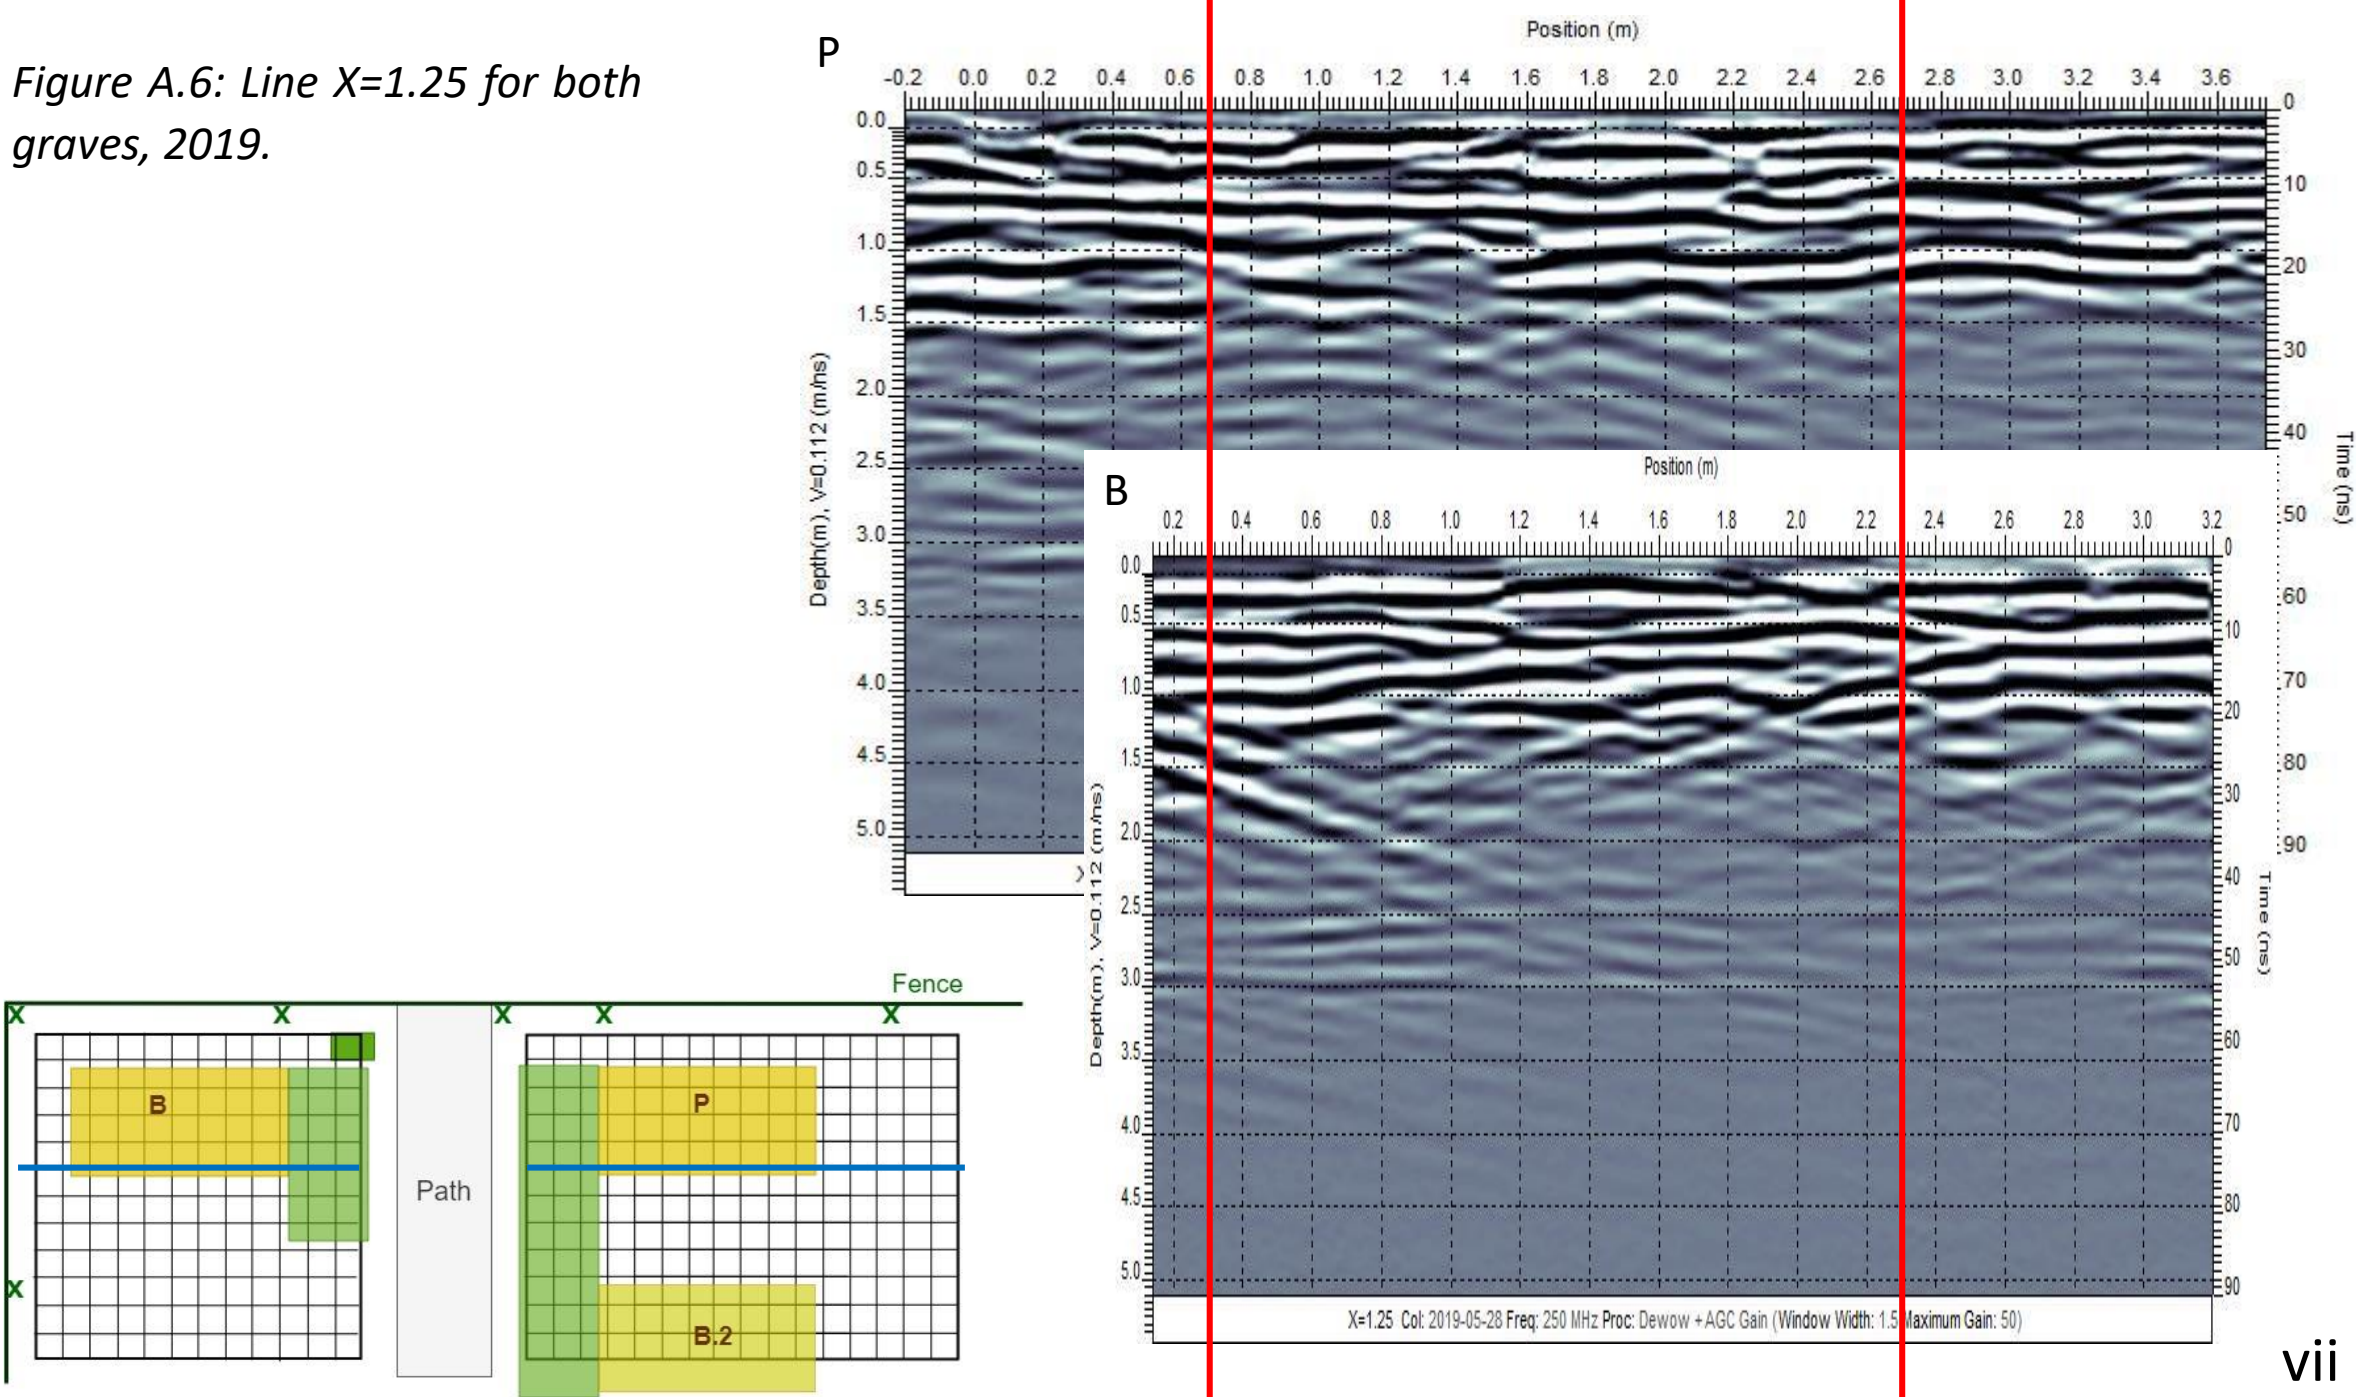 Figure A.6: Line X=1.25 for both
graves, 2019.
P
Position (m)
-0.2 0.0 0.2 0.4 0.6 0.8 1.0 1.2 1.4 1.6 1.8 2.0 2.2 2.4 2.6 2.8 3.0 3.2 3.4 3.6
0.0
0.5
1.0
1.5
2.0
2.5
3.0
3.5
4.0
4.5
5.0
Depth(m), V=0.112 (m/ns)
0
10
20
30
40
50
60
70
80
90
Time (ns)
B
Position (m)
0.2 0.4 0.6 0.8 1.0 1.2 1.4 1.6 1.8 2.0 2.2 2.4 2.6 2.8 3.0 3.2
0.0
0.5
1.0
1.5
2.0
2.5
3.0
3.5
4.0
4.5
5.0
Depth(m), V=0.112 (m/ns)
0
10
20
30
40
50
60
70
80
90
Time (ns)
X=1.25 Col: 2019-05-28 Freq: 250 MHz Proc: Dewow + AGC Gain (Window Width: 1.5 Maximum Gain: 50)
Fence
X X X X X
B
P
Path
X
B.2
vii